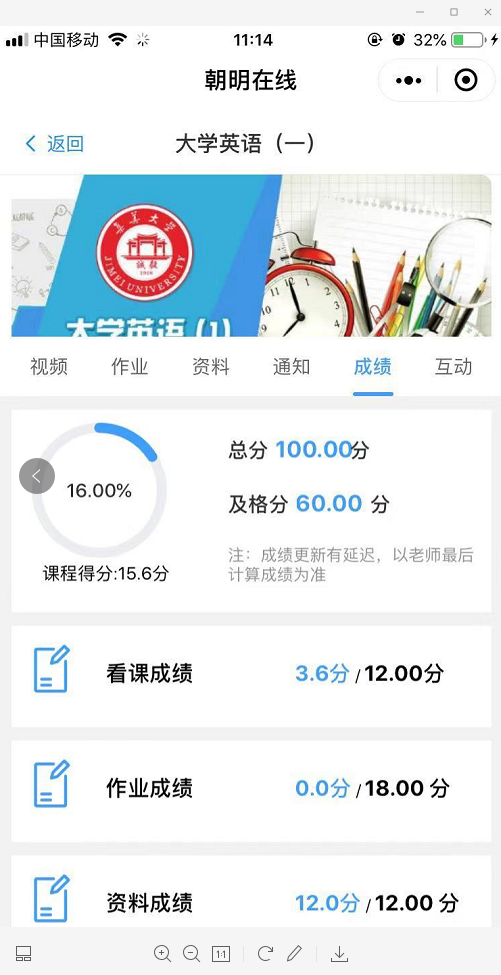 中国移动
11:14
32%
朝明在线
返回
大学英语（一）
集美大学
诚毅
1918
JIMEI UNIVERSITY
大学英语 (1)
视频
作业
资料
通知
成绩
互动
16.00%
课程得分:15.6分
总分 100.00分
及格分 60.00 分
注：成绩更新有延迟，以老师最后
计算成绩为准
看课成绩
3.6分 / 12.00分
作业成绩
0.0分 / 18.00 分
资料成绩
12.0分 / 12.00 分
1:1